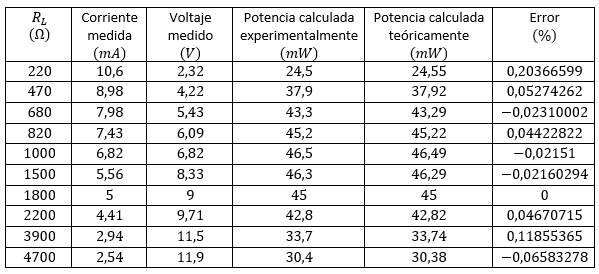 R_L Corriente Voltaje Potencia calculada Potencia calculada Error
(Ω) medida medido experimentalmente teóricamente (%)
(mA) (V) (mW) (mW)
220 10,6 2,32 24,5 24,55 0,20366599
470 8,98 4,22 37,9 37,92 0,05274262
680 7,98 5,43 43,3 43,29 −0,02310002
820 7,43 6,09 45,2 45,22 0,04422822
1000 6,82 6,82 46,5 46,49 −0,02151
1500 5,56 8,33 46,3 46,29 −0,02160294
1800 5 9 45 45 0
2200 4,41 9,71 42,8 42,82 0,04670715
3900 2,94 11,5 33,7 33,74 0,11855365
4700 2,54 11,9 30,4 30,38 −0,06583278